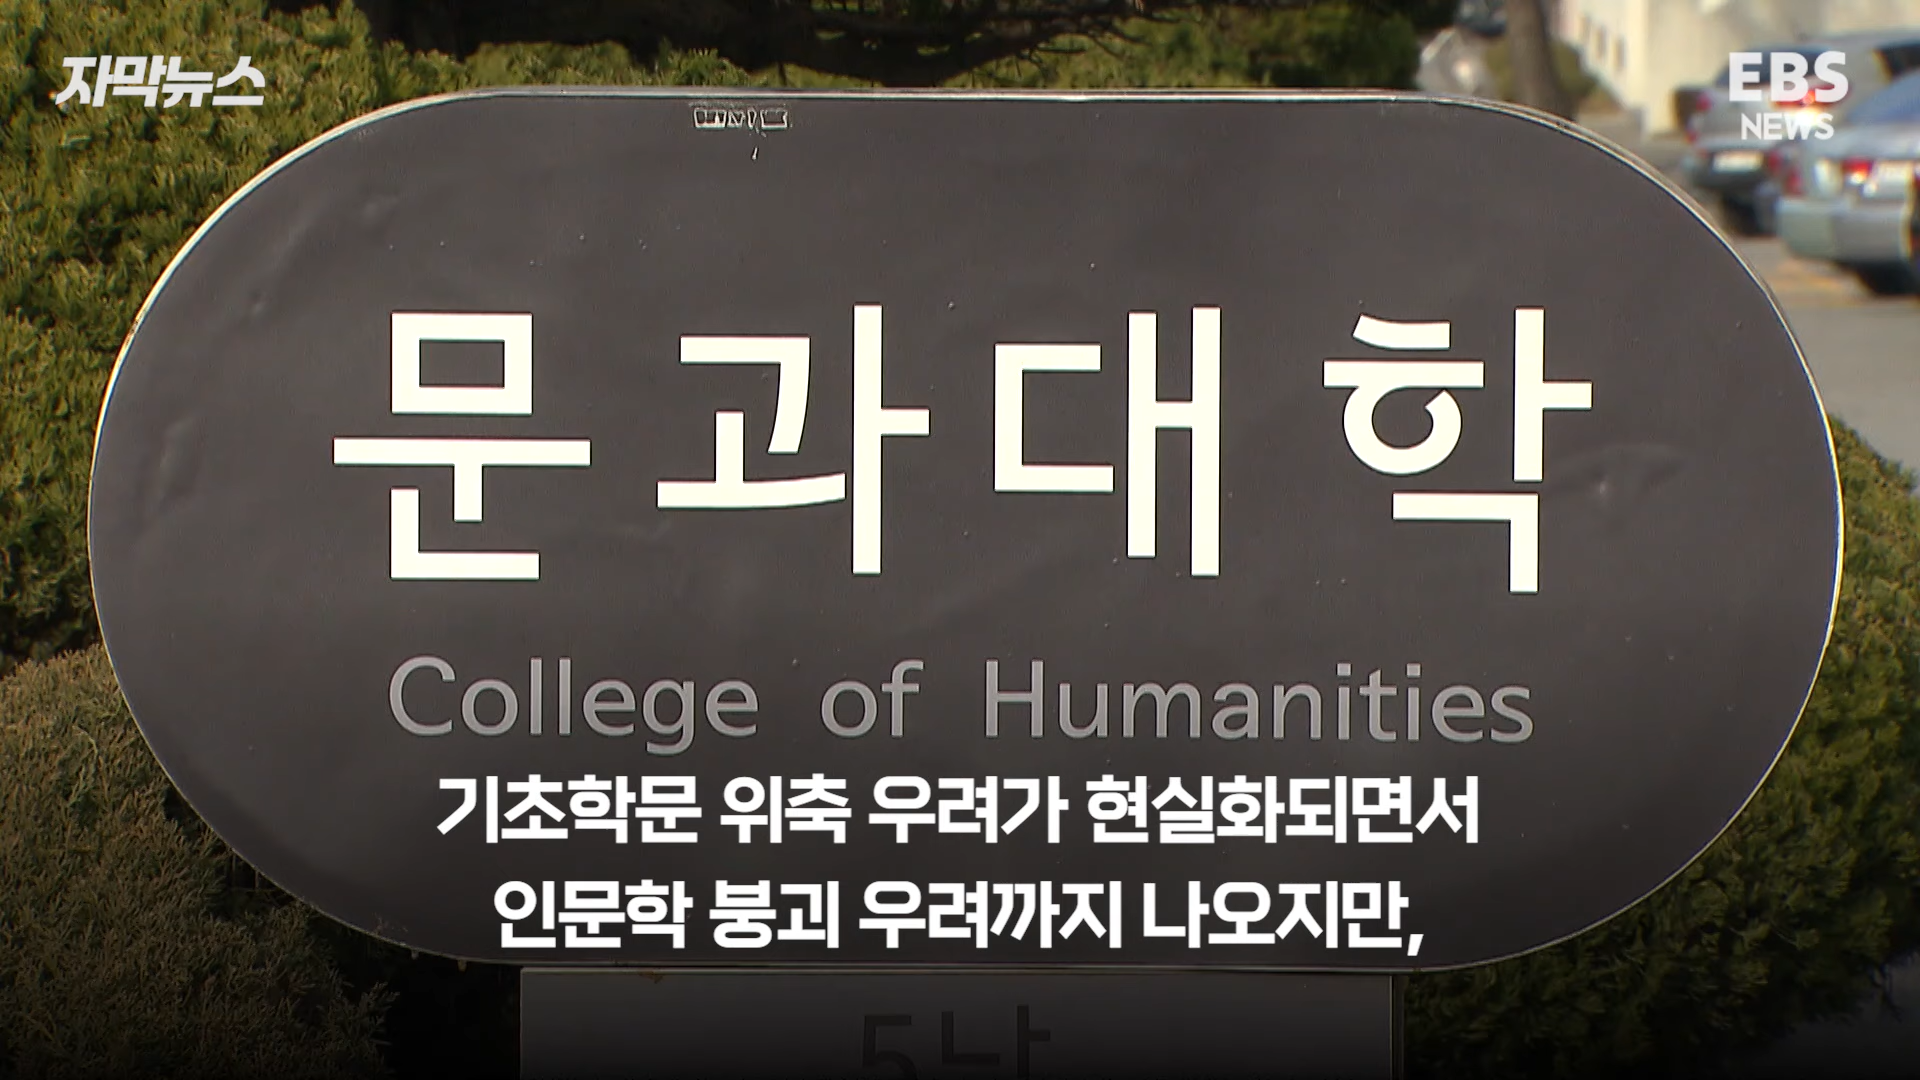 자막뉴스
EBS
NEWS
문과대학
College of Humanities
기초학문 위축 우려가 현실화되면서
인문학 붕괴 우려까지 나오지만,